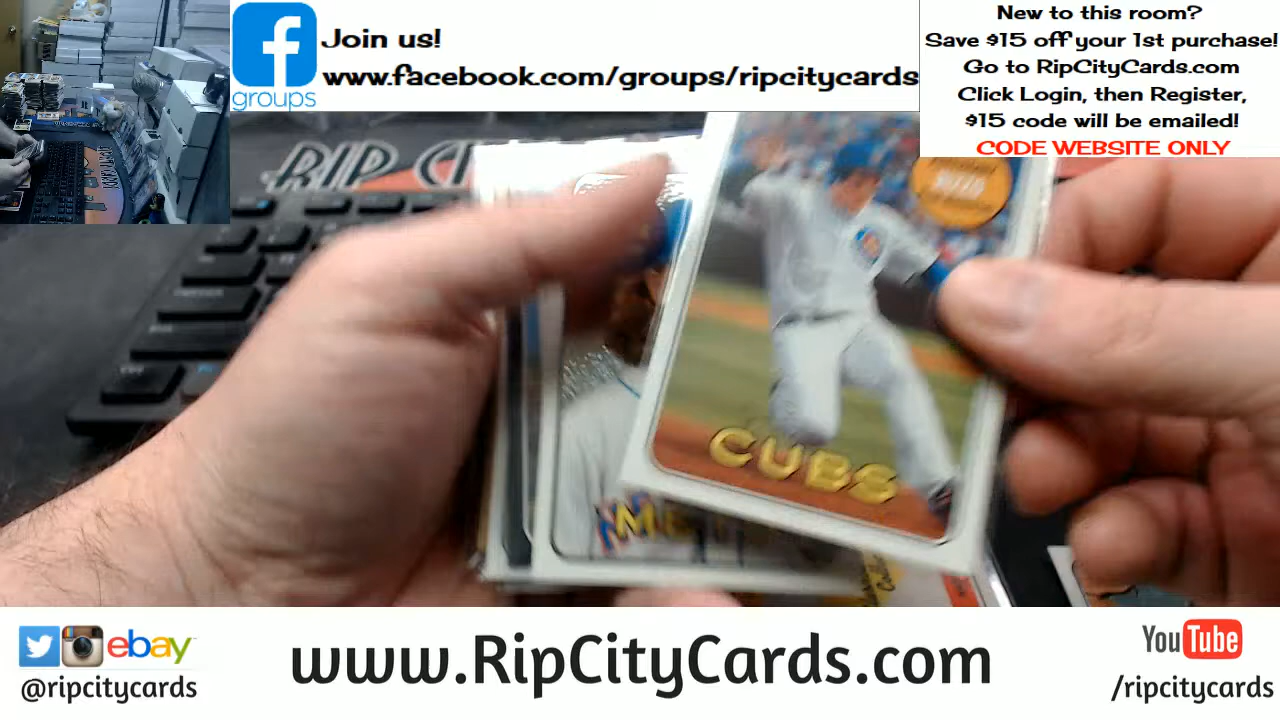 groups
Join us!
www.facebook.com/groups/ripcitycards
New to this room?
Save $15 off your 1st purchase!
Go to RipCityCards.com
Click Login, then Register,
$15 code will be emailed!
CODE WEBSITE ONLY
RIP
CUBS
ebay
@ripcitycards
www.RipCityCards.com
YouTube
/ripcitycards